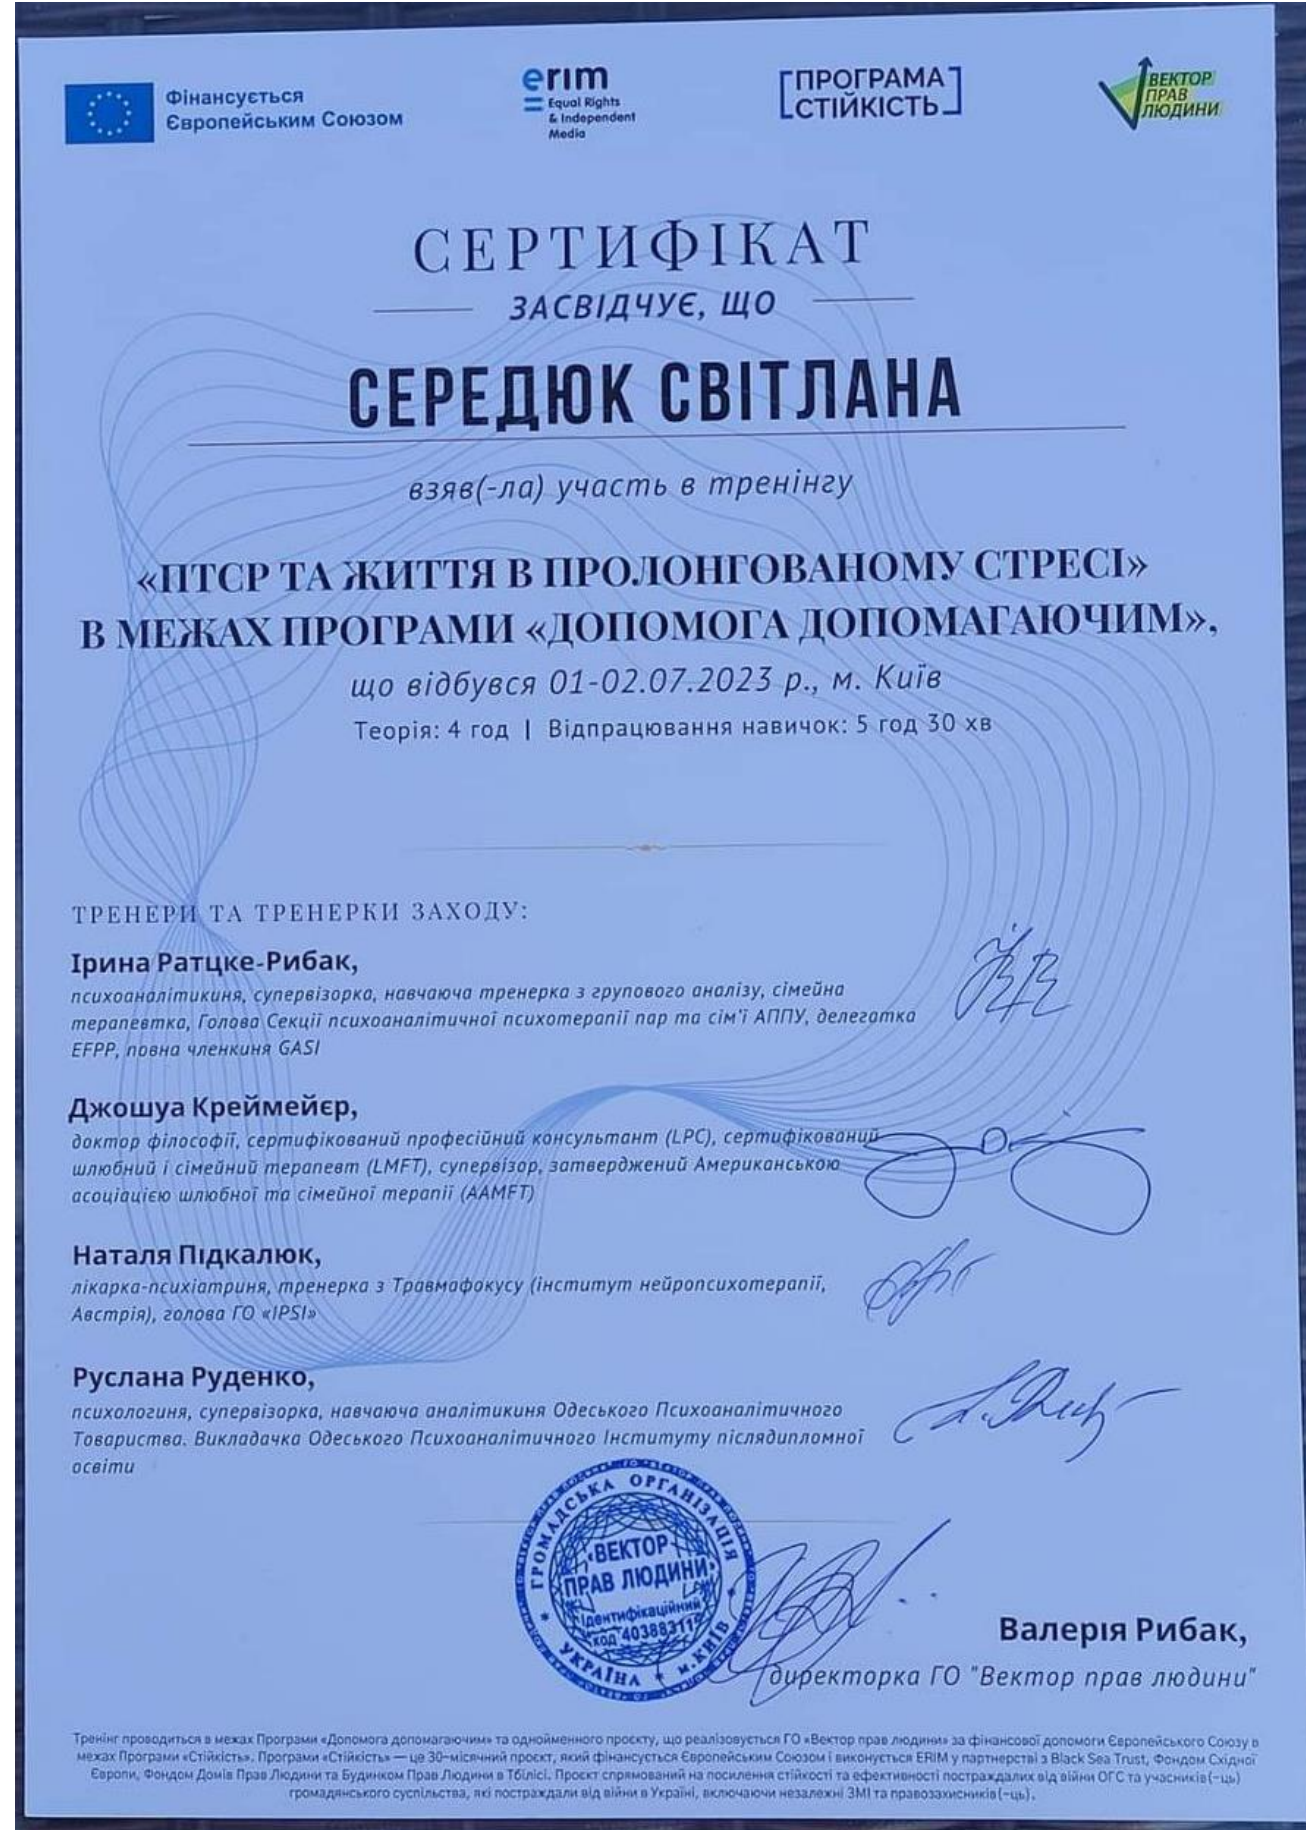 Фінансується
Європейським Союзом
erim
Equal Rights
& Independent
Media
ПРОГРАМА
СТІЙКІСТЬ
ВЕКТОР
ПРАВ
ЛЮДИНИ
СЕРТИФІКАТ
ЗАСВІДЧУЄ, ЩО
СЕРЕДЮК СВІТЛАНА
взяв(-ла) участь в тренінгу
«ПТСР ТА ЖИТТЯ В ПРОЛОНГОВАНОМУ СТРЕСІ»
В МЕЖАХ ПРОГРАМИ «ДОПОМОГА ДОПОМАГАЮЧИМ»,
що відбувся 01-02.07.2023 р., м. Київ
Теорія: 4 год | Відпрацювання навичок: 5 год 30 хв
ТРЕНЕРИ ТА ТРЕНЕРКИ ЗАХОДУ:
Ірина Ратцке-Рибак,
психоаналітикиня, супервізорка, навчаюча тренерка з групового аналізу, сімейна
терапевтка, Голова Секції психоаналітичної психотерапії пар та сім'ї АППУ, делегатка
EFPP, повна членкиня GASI
Джошуа Креймейєр,
доктор філософії, сертифікований професійний консультант (LPC), сертифікований
шлюбний і сімейний терапевт (LMFT), супервізор, затверджений Американською
асоціацією шлюбної та сімейної терапії (AAMFT)
Наталя Підкалюк,
лікарка-психіатриня, тренерка з Травмафокусу (інститут нейропсихотерапії,
Австрія), голова ГО «IPSI»
Руслана Руденко,
психологиня, супервізорка, навчаюча аналітикиня Одеського Психоаналітичного
Товариства. Викладачка Одеського Психоаналітичного Інституту післядипломної
освіти
ГРОМАДСЬКА ОРГАНІЗАЦІЯ
«ВЕКТОР
ПРАВ ЛЮДИНИ»
Ідентифікаційний
код 40388311
УКРАЇНА * м.КИЇВ
Валерія Рибак,
директорка ГО "Вектор прав людини"
Тренінг проводиться в межах Програми «Допомога допомагаючим» та однойменного проєкту, що реалізовується ГО «Вектор прав людини» за фінансової допомоги Європейського Союзу в
межах Програми «Стійкість». Програми «Стійкість» — це 30-місячний проєкт, який фінансується Європейським Союзом і виконується ERIM у партнерстві з Black Sea Trust, Фондом Східної
Європи, Фондом Домів Прав Людини та Будинком Прав Людини в Тбілісі. Проєкт спрямований на посилення стійкості та ефективності постраждалих від війни ОГС та учасників(-ць)
громадянського суспільства, які постраждали від війни в Україні, включаючи незалежні ЗМІ та правозахисників(-ць).